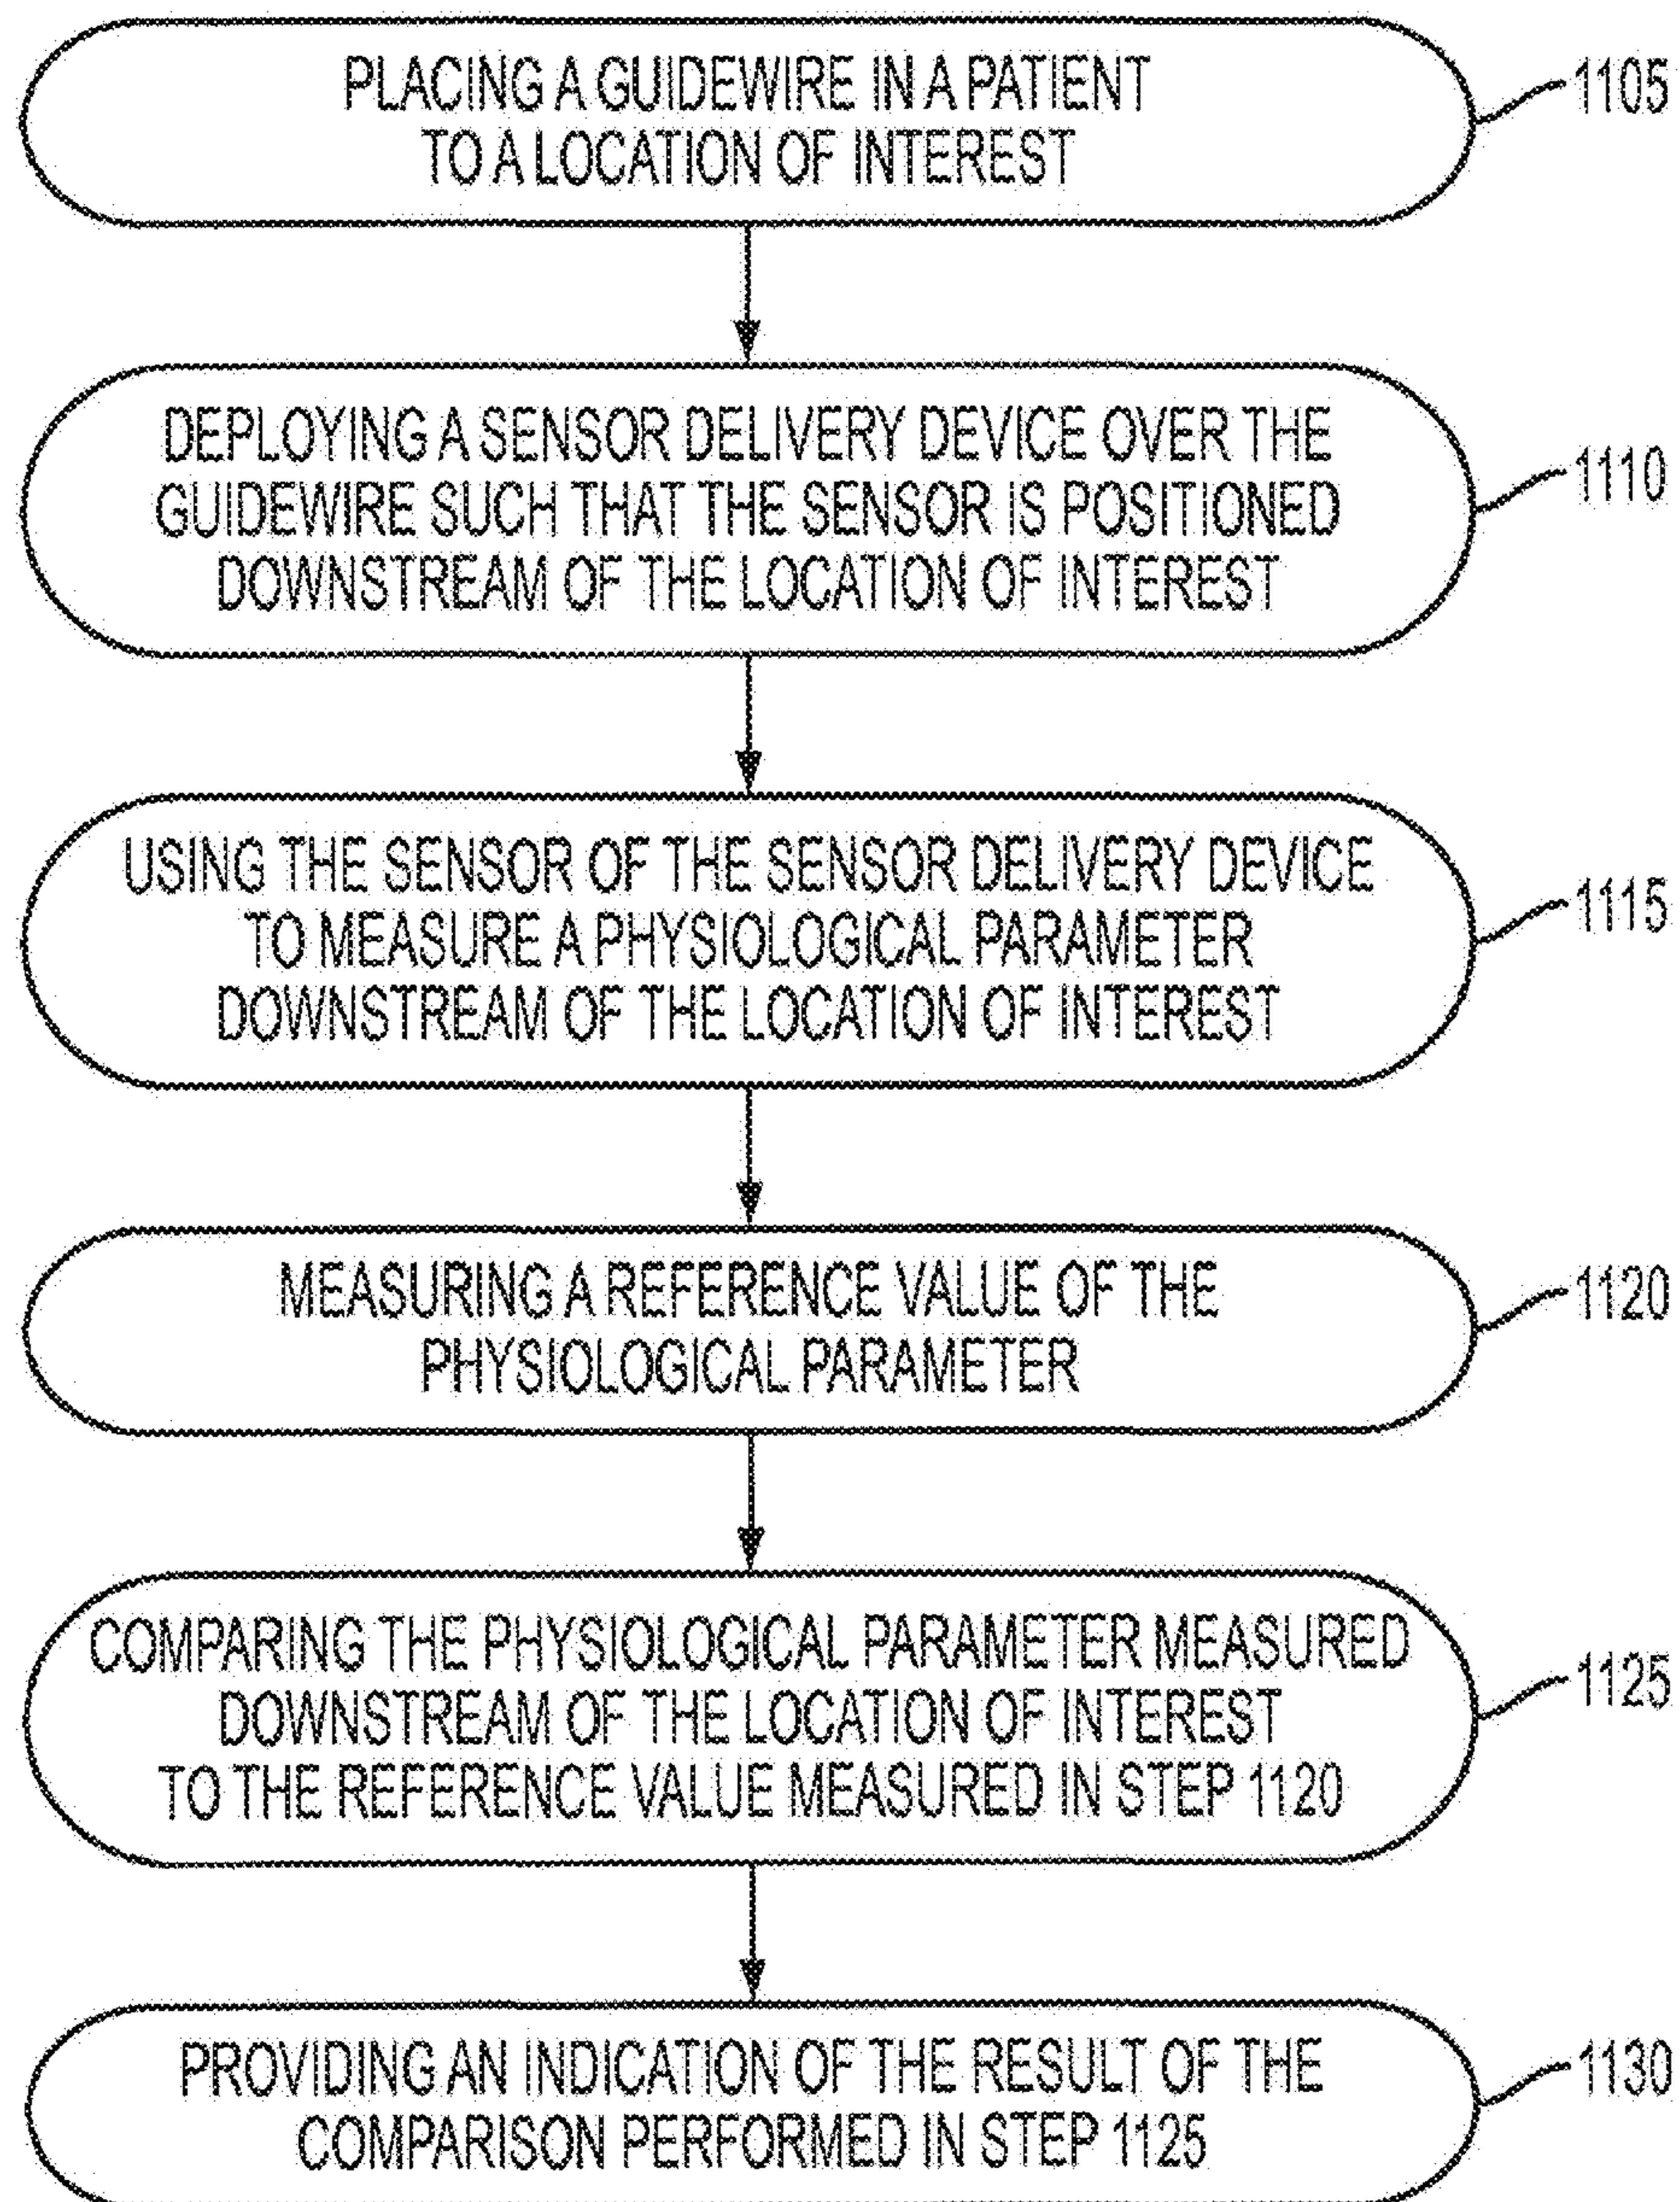 PLACING A GUIDEWIRE IN A PATIENT
TO A LOCATION OF INTEREST
1105
DEPLOYING A SENSOR DELIVERY DEVICE OVER THE
GUIDEWIRE SUCH THAT THE SENSOR IS POSITIONED
DOWNSTREAM OF THE LOCATION OF INTEREST
1110
USING THE SENSOR OF THE SENSOR DELIVERY DEVICE
TO MEASURE A PHYSIOLOGICAL PARAMETER
DOWNSTREAM OF THE LOCATION OF INTEREST
1115
MEASURING A REFERENCE VALUE OF THE
PHYSIOLOGICAL PARAMETER
1120
COMPARING THE PHYSIOLOGICAL PARAMETER MEASURED
DOWNSTREAM OF THE LOCATION OF INTEREST
TO THE REFERENCE VALUE MEASURED IN STEP 1120
1125
PROVIDING AN INDICATION OF THE RESULT OF THE
COMPARISON PERFORMED IN STEP 1125
1130